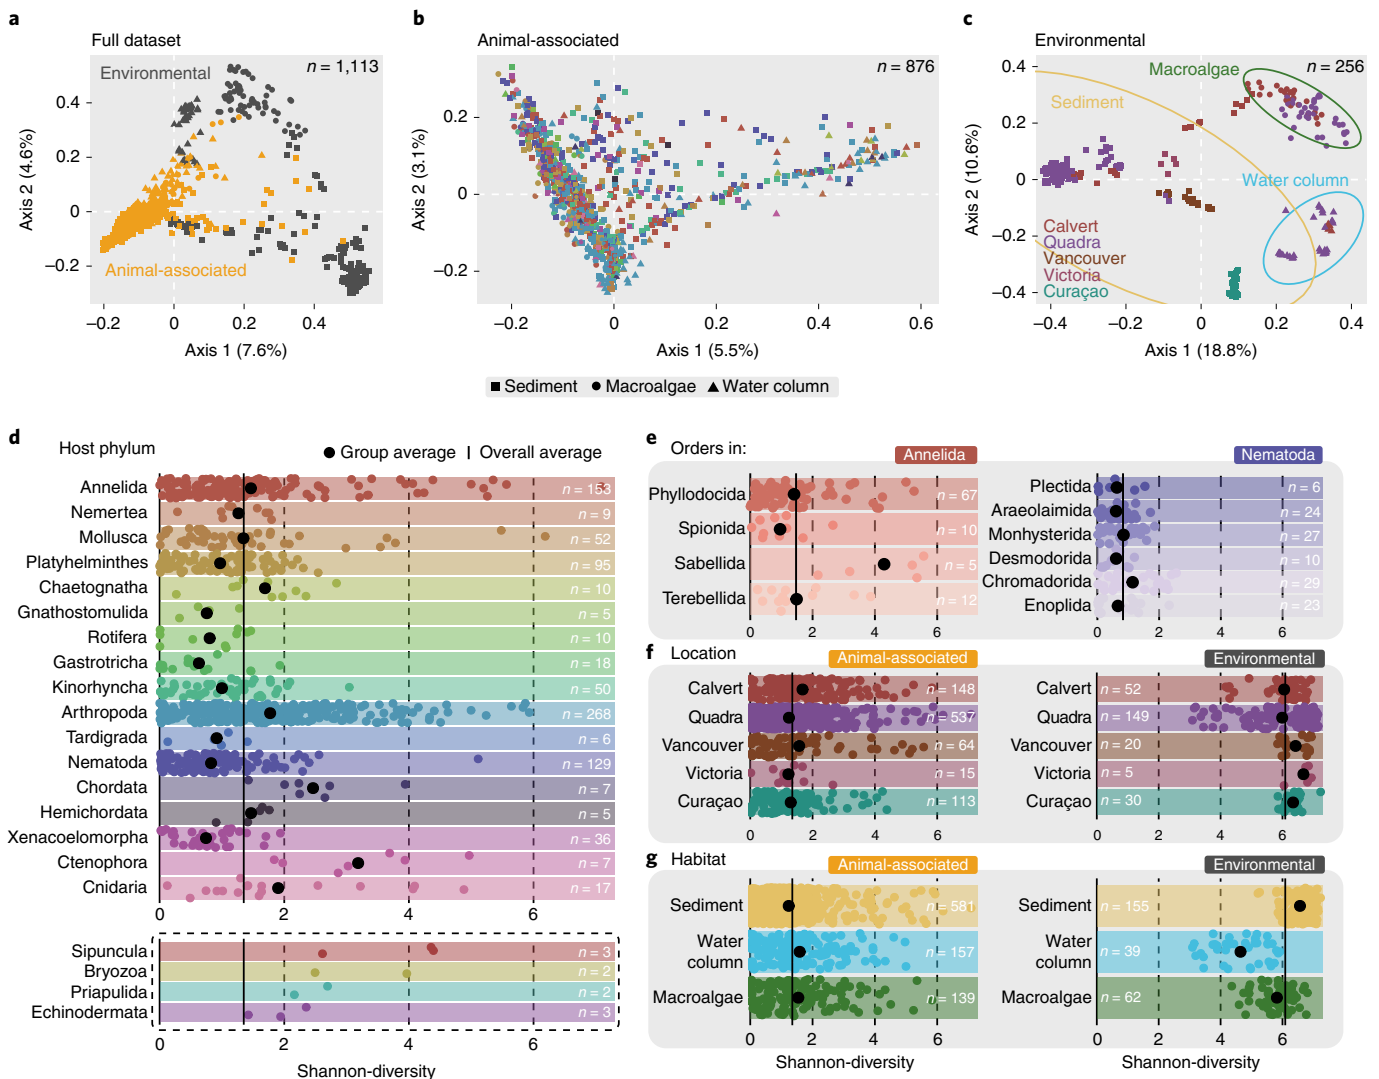 a
Full dataset
Environmental
n = 1,113
Animal-associated
0.4
0.2
0
–0.2
Axis 2 (4.6%)
–0.2
0
0.2
0.4
Axis 1 (7.6%)
b
Animal-associated
n = 876
0.2
0
–0.2
Axis 2 (3.1%)
–0.2
0
0.2
0.4
0.6
Axis 1 (5.5%)
c
Environmental
Macroalgae
n = 256
Sediment
Water column
Calvert
Quadra
Vancouver
Victoria
Curaçao
0.4
0.2
0
–0.2
–0.4
Axis 2 (10.6%)
–0.4
–0.2
0
0.2
0.4
Axis 1 (18.8%)
Sediment Macroalgae Water column
d
Host phylum
Group average Overall average
Annelida n = 153
Nemertea n = 9
Mollusca n = 52
Platyhelminthes n = 95
Chaetognatha n = 10
Gnathostomulida n = 5
Rotifera n = 10
Gastrotricha n = 18
Kinorhyncha n = 50
Arthropoda n = 268
Tardigrada n = 6
Nematoda n = 129
Chordata n = 7
Hemichordata n = 5
Xenacoelomorpha n = 36
Ctenophora n = 7
Cnidaria n = 17
0 2 4 6
Sipuncula n = 3
Bryozoa n = 2
Priapulida n = 2
Echinodermata n = 3
0 2 4 6
Shannon-diversity
e
Orders in:
Annelida
Phyllodocida n = 67
Spionida n = 10
Sabellida n = 5
Terebellida n = 12
0 2 4 6
Nematoda
Plectida n = 6
Araeolaimida n = 24
Monhysterida n = 27
Desmodorida n = 10
Chromadorida n = 29
Enoplida n = 23
0 2 4 6
f
Location
Animal-associated
Calvert n = 148
Quadra n = 537
Vancouver n = 64
Victoria n = 15
Curaçao n = 113
0 2 4 6
Environmental
Calvert n = 52
Quadra n = 149
Vancouver n = 20
Victoria n = 5
Curaçao n = 30
0 2 4 6
g
Habitat
Animal-associated
Sediment n = 581
Water
column
n = 157
Macroalgae n = 139
0 2 4 6
Shannon-diversity
Environmental
Sediment n = 155
Water
column
n = 39
Macroalgae n = 62
0 2 4 6
Shannon-diversity